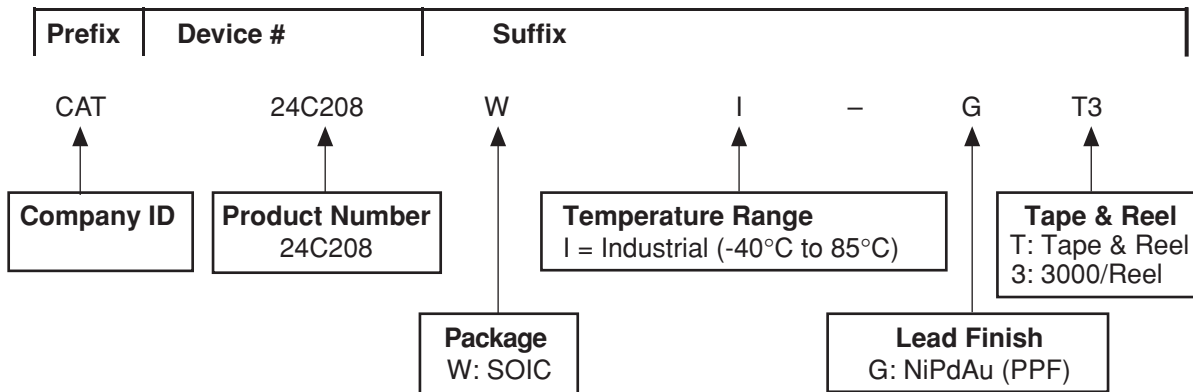 Prefix Device # Suffix
CAT 24C208 W I – G T3
Company ID Product Number Temperature Range Tape & Reel
24C208 I = Industrial (-40°C to 85°C) T: Tape & Reel
3: 3000/Reel
Package Lead Finish
W: SOIC G: NiPdAu (PPF)